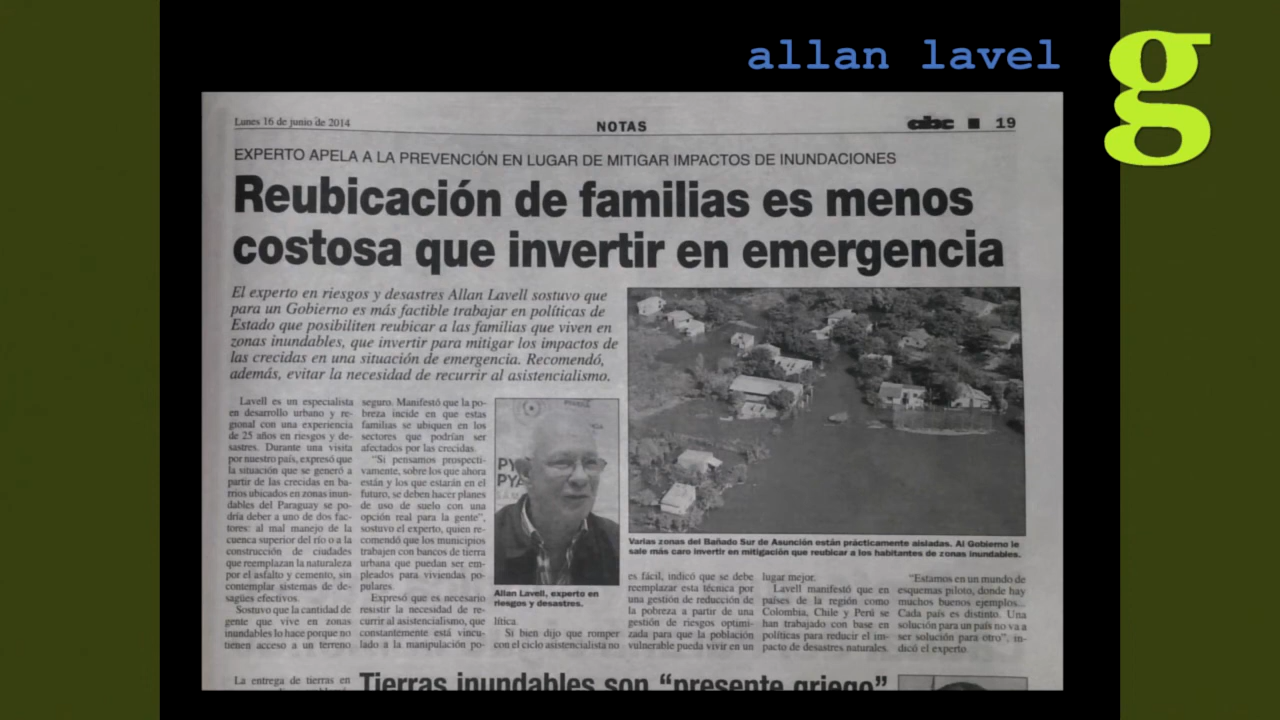 allan lavel
g
Lunes 16 de junio de 2014
NOTAS
abc ■ 19
EXPERTO APELA A LA PREVENCIÓN EN LUGAR DE MITIGAR IMPACTOS DE INUNDACIONES
Reubicación de familias es menos
costosa que invertir en emergencia
El experto en riesgos y desastres Allan Lavell sostuvo que
para un Gobierno es más factible trabajar en políticas de
Estado que posibiliten reubicar a las familias que viven en
zonas inundables, que invertir para mitigar los impactos de
las crecidas en una situación de emergencia. Recomendó,
además, evitar la necesidad de recurrir al asistencialismo.
Lavell es un especialista
en desarrollo urbano y re-
gional con una experiencia
de 25 años en riesgos y de-
sastres. Durante una visita
por nuestro país, expresó que
la situación que se generó a
partir de las crecidas en ba-
rrios ubicados en zonas inun-
dables del Paraguay se po-
dría deber a uno de dos fac-
tores: al mal manejo de la
cuenca superior del río o a la
construcción de ciudades
que reemplazan la naturaleza
por el asfalto y cemento, sin
contemplar sistemas de de-
sagües efectivos.
Sostuvo que la cantidad de
gente que vive en zonas
inundables lo hace porque no
tienen acceso a un terreno
seguro. Manifestó que la po-
breza incide en que estas
familias se ubiquen en los
sectores que podrían ser
afectados por las crecidas.
“Si pensamos prospecti-
vamente, sobre los que ahora
están y los que estarán en el
futuro, se deben hacer planes
de uso de suelo con una
opción real para la gente”,
sostuvo el experto, quien re-
comendó que los municipios
trabajen con bancos de tierra
urbana que puedan ser em-
pleados para viviendas po-
pulares.
Expresó que es necesario
resistir la necesidad de re-
currir al asistencialismo, que
constantemente está vincu-
lado a la manipulación po-
PY
PYA
Allan Lavell, experto en
riesgos y desastres.
lítica.
Si bien dijo que romper
con el ciclo asistencialista no
Varias zonas del Bañado Sur de Asunción están prácticamente aisladas. Al Gobierno le
sale más caro invertir en mitigación que reubicar a los habitantes de zonas inundables.
es fácil, indicó que se debe
reemplazar esta técnica por
una gestión de reducción de
la pobreza a partir de una
gestión de riesgos optimi-
zada para que la población
vulnerable pueda vivir en un
lugar mejor.
Lavell manifestó que en
países de la región como
Colombia, Chile y Perú se
han trabajado con base en
políticas para reducir el im-
pacto de desastres naturales.
“Estamos en un mundo de
esquemas piloto, donde hay
muchos buenos ejemplos...
Cada país es distinto. Una
solución para un país no va a
ser solución para otro”, in-
dicó el experto.
La entrega de tierras en
Tierras inundables son “presente griego”